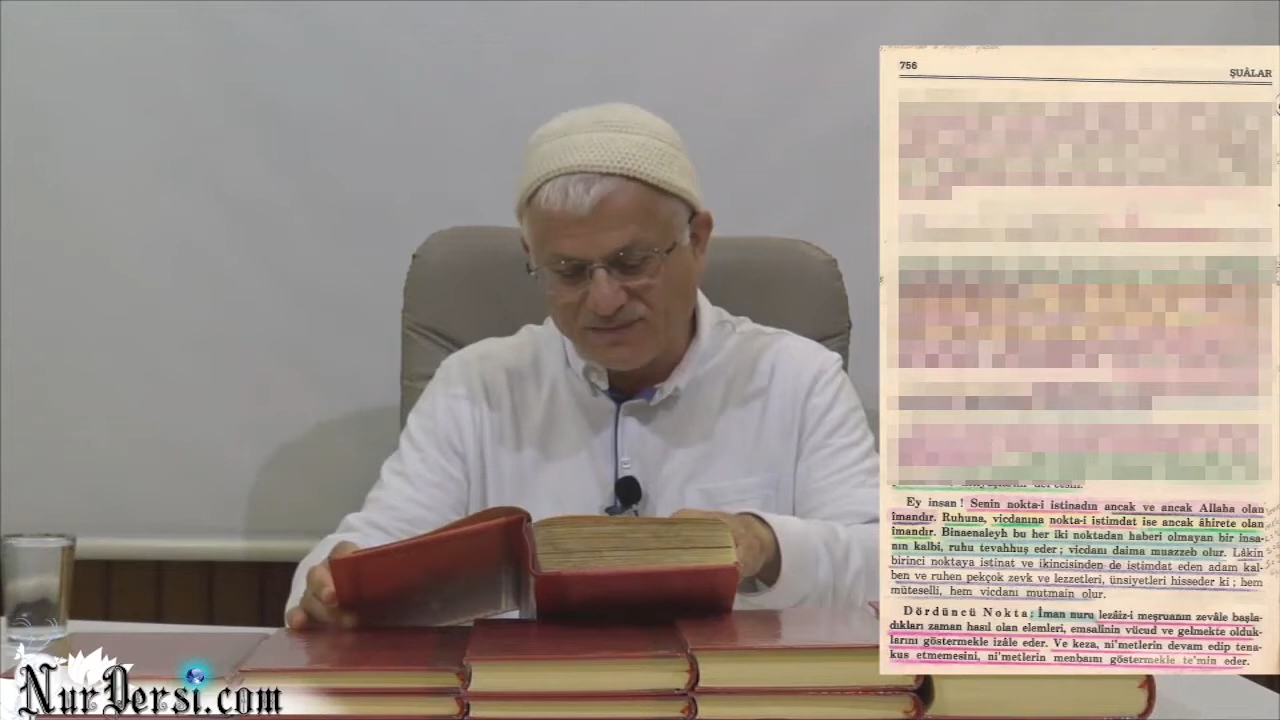 756
ŞUÂLAR
Ey insan! Senin nokta-i istinadın ancak ve ancak Allaha olan
îmandır. Ruhuna, vicdanına nokta-i istimdat ise ancak âhirete olan
îmandır. Binaenaleyh bu her iki noktadan haberi olmayan bir insa-
nın kalbi, ruhu tevahhuş eder; vicdanı daima muazzeb olur. Lâkin
birinci noktaya istinat ve ikincisinden de istimdat eden adam kal-
ben ve ruhen pekçok zevk ve lezzetleri, ünsiyetleri hisseder ki; hem
müteselli, hem vicdanı mutmain olur.
Dördüncü Nokta: İman nuru lezâiz-i meşruanın zevâle başla-
dıkları zaman hasıl olan elemleri, emsalinin vücud ve gelmekte olduk-
larını göstermekle izâle eder. Ve keza, ni'metlerin devam edip tena-
kus etmemesini, ni'metlerin menbaını göstermekle te'min eder.
NurDersi.com